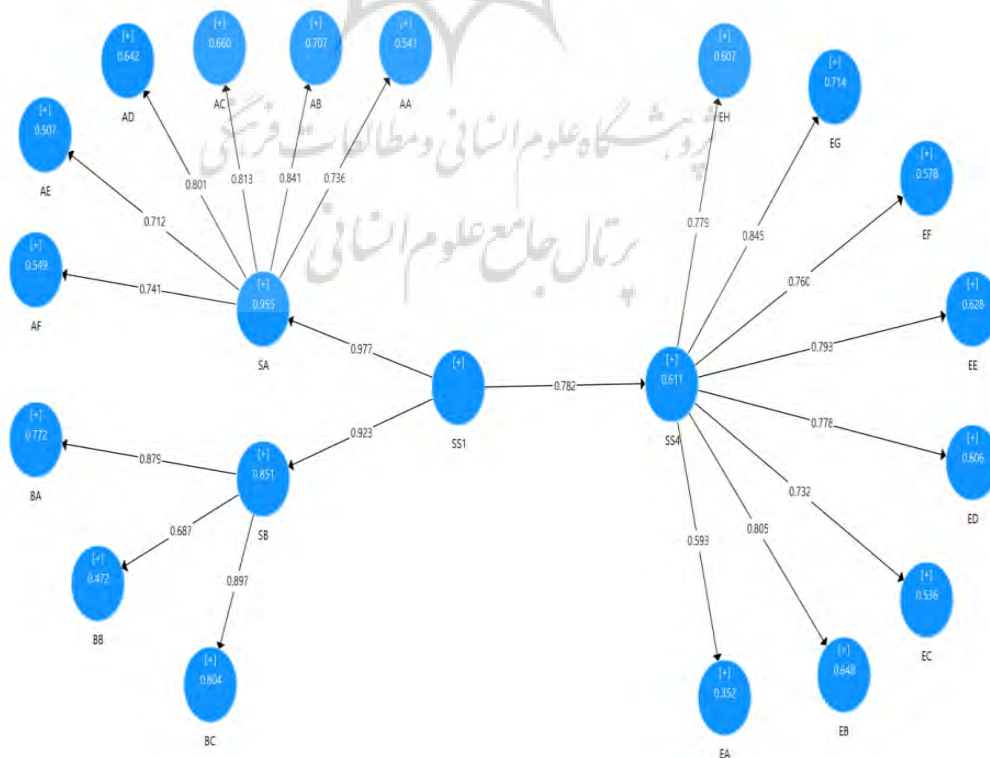 [+]
0.660
AC
[+]
0.707
AB
[+]
0.541
AA
[+]
0.642
AD
[+]
0.507
AE
[+]
0.549
AF
[+]
0.607
EH
[+]
0.714
EG
[+]
0.578
EF
[+]
0.628
EE
[+]
0.606
ED
[+]
0.536
EC
[+]
0.648
EB
[+]
0.352
EA
پژوهشگاه علوم انسانی و مطالعات فرهنگی
پرتال جامع علوم انسانی
0.801
0.813
0.841
0.736
0.712
0.741
[+]
0.955
SA
0.977
[+]
SS1
0.782
[+]
0.611
SS4
0.779
0.845
0.760
0.793
0.778
0.732
0.805
0.593
0.923
[+]
0.851
SB
0.879
0.687
0.897
[+]
0.772
BA
[+]
0.472
BB
[+]
0.804
BC